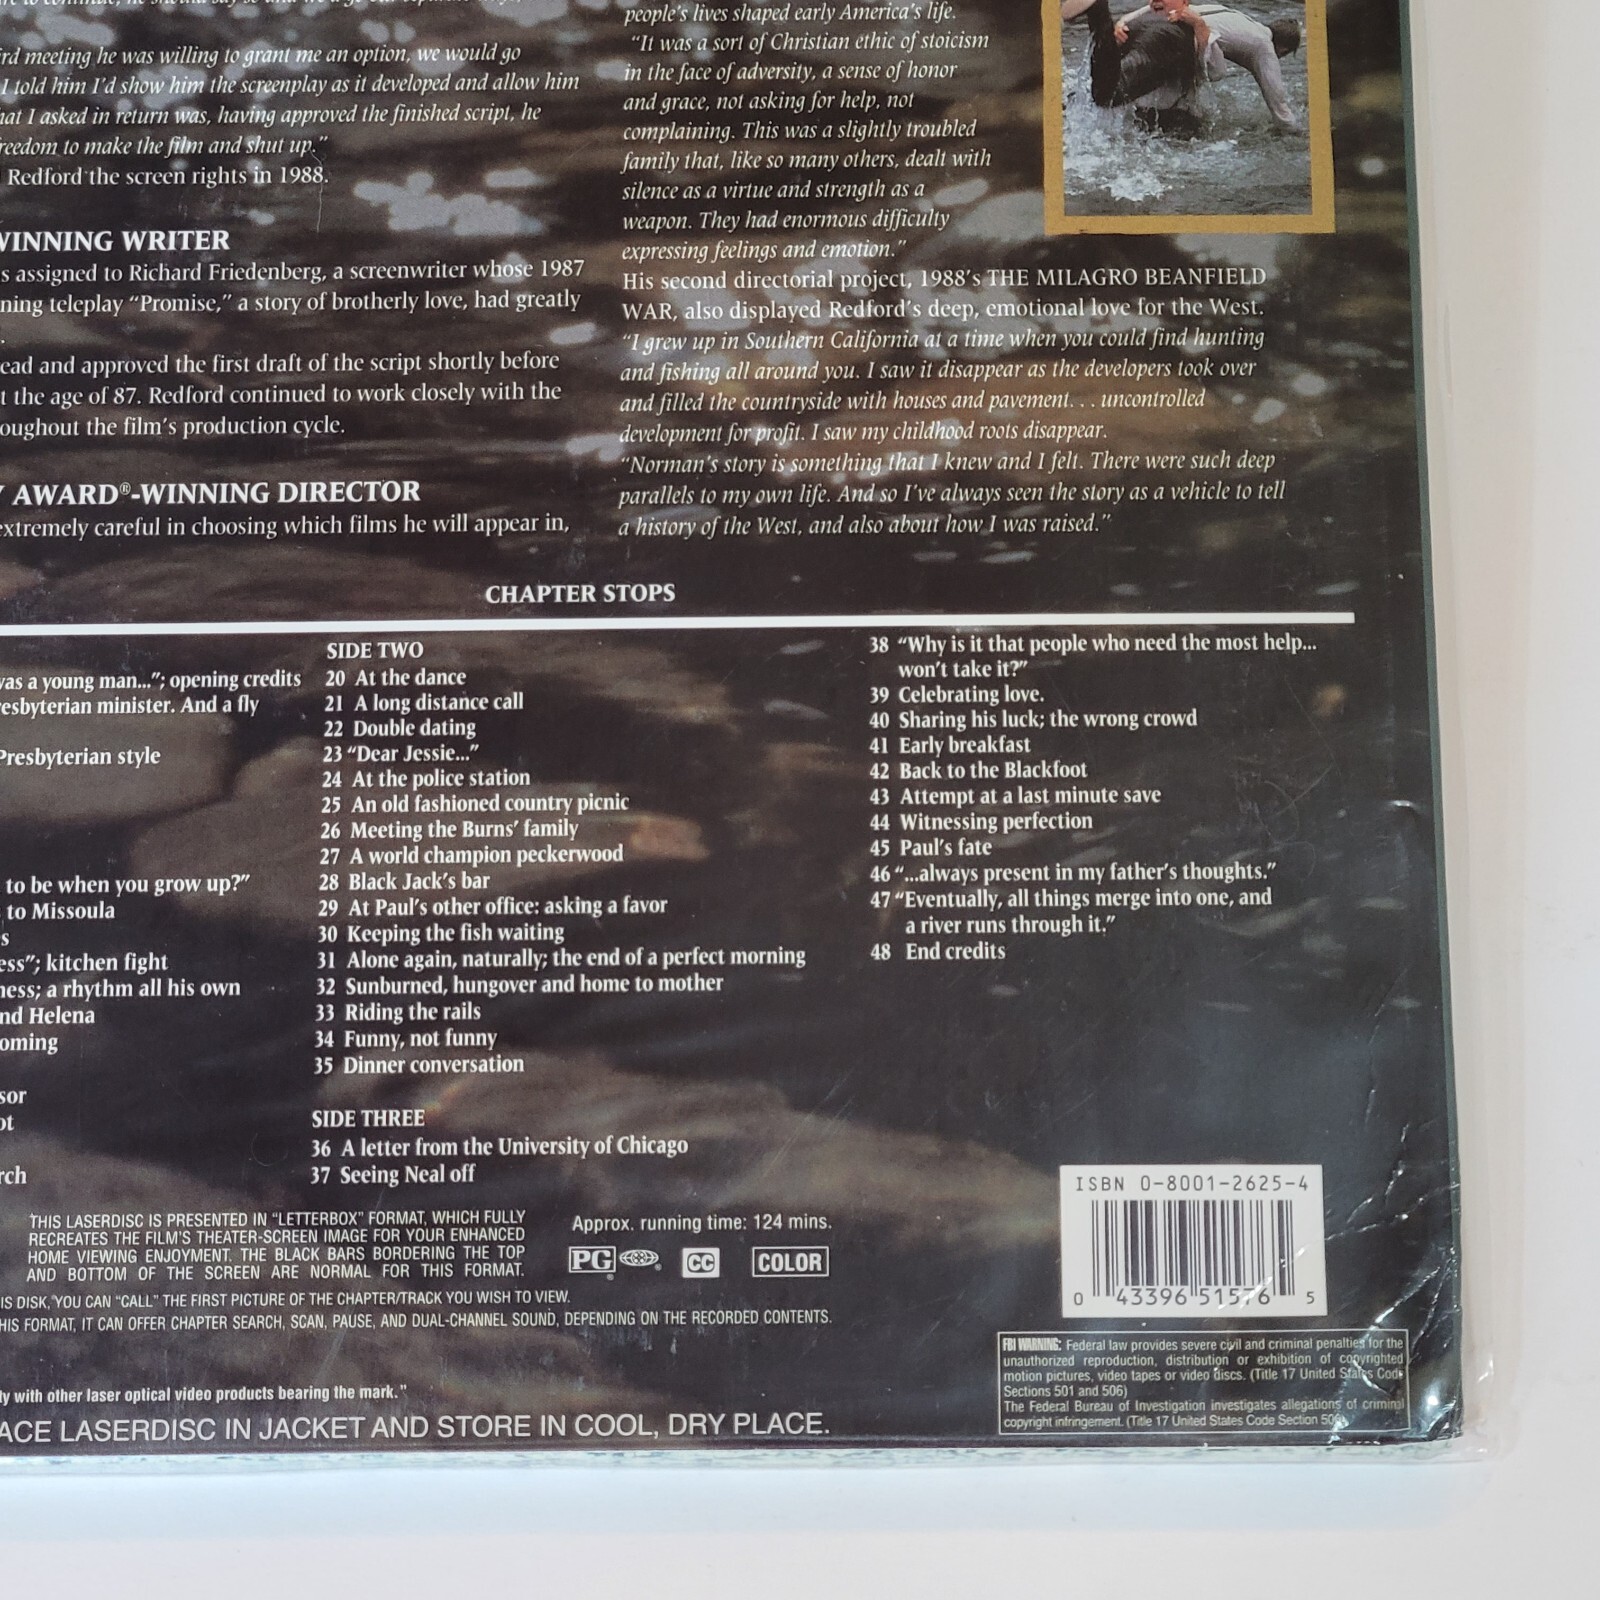 rd meeting he was willing to grant me an option, we would go
I told him I'd show him the screenplay as it developed and allow him
hat I asked in return was, having approved the finished script, he
reedom to make the film and shut up."
Redford the screen rights in 1988.
WINNING WRITER
s assigned to Richard Friedenberg, a screenwriter whose 1987
ning teleplay "Promise," a story of brotherly love, had greatly
ead and approved the first draft of the script shortly before
t the age of 87. Redford continued to work closely with the
oughout the film's production cycle.
Y AWARD®-WINNING DIRECTOR
extremely careful in choosing which films he will appear in,
people's lives shaped early America's life.
"It was a sort of Christian ethic of stoicism
in the face of adversity, a sense of honor
and grace, not asking for help, not
complaining. This was a slightly troubled
family that, like so many others, dealt with
silence as a virtue and strength as a
weapon. They had enormous difficulty
expressing feelings and emotion."
His second directorial project, 1988's THE MILAGRO BEANFIELD
WAR, also displayed Redford's deep, emotional love for the West.
"I grew up in Southern California at a time when you could find hunting
and fishing all around you. I saw it disappear as the developers took over
and filled the countryside with houses and pavement. . . uncontrolled
development for profit. I saw my childhood roots disappear.
"Norman's story is something that I knew and I felt. There were such deep
parallels to my own life. And so I've always seen the story as a vehicle to tell
a history of the West, and also about how I was raised."
CHAPTER STOPS
was a young man..."; opening credits
resbyterian minister. And a fly
Presbyterian style
to be when you grow up?"
to Missoula
s
ess"; kitchen fight
ness; a rhythm all his own
nd Helena
oming
sor
ot
rch
SIDE TWO
20 At the dance
21 A long distance call
22 Double dating
23 "Dear Jessie..."
24 At the police station
25 An old fashioned country picnic
26 Meeting the Burns' family
27 A world champion peckerwood
28 Black Jack's bar
29 At Paul's other office: asking a favor
30 Keeping the fish waiting
31 Alone again, naturally; the end of a perfect morning
32 Sunburned, hungover and home to mother
33 Riding the rails
34 Funny, not funny
35 Dinner conversation
SIDE THREE
36 A letter from the University of Chicago
37 Seeing Neal off
38 "Why is it that people who need the most help...
won't take it?"
39 Celebrating love.
40 Sharing his luck; the wrong crowd
41 Early breakfast
42 Back to the Blackfoot
43 Attempt at a last minute save
44 Witnessing perfection
45 Paul's fate
46 "...always present in my father's thoughts."
47 "Eventually, all things merge into one, and
a river runs through it."
48 End credits
THIS LASERDISC IS PRESENTED IN "LETTERBOX" FORMAT, WHICH FULLY
RECREATES THE FILM'S THEATER-SCREEN IMAGE FOR YOUR ENHANCED
HOME VIEWING ENJOYMENT. THE BLACK BARS BORDERING THE TOP
AND BOTTOM OF THE SCREEN ARE NORMAL FOR THIS FORMAT.
Approx. running time: 124 mins.
PG CC COLOR
IS DISK, YOU CAN "CALL" THE FIRST PICTURE OF THE CHAPTER/TRACK YOU WISH TO VIEW.
HIS FORMAT, IT CAN OFFER CHAPTER SEARCH, SCAN, PAUSE, AND DUAL-CHANNEL SOUND, DEPENDING ON THE RECORDED CONTENTS.
ly with other laser optical video products bearing the mark."
ACE LASERDISC IN JACKET AND STORE IN COOL, DRY PLACE.
ISBN 0-8001-2625-4
0 43396 51576 5
FBI WARNING: Federal law provides severe civil and criminal penalties for the
unauthorized reproduction, distribution or exhibition of copyrighted
motion pictures, video tapes or video discs. (Title 17 United States Code
Sections 501 and 506)
The Federal Bureau of Investigation investigates allegations of criminal
copyright infringement. (Title 17 United States Code Section 506)